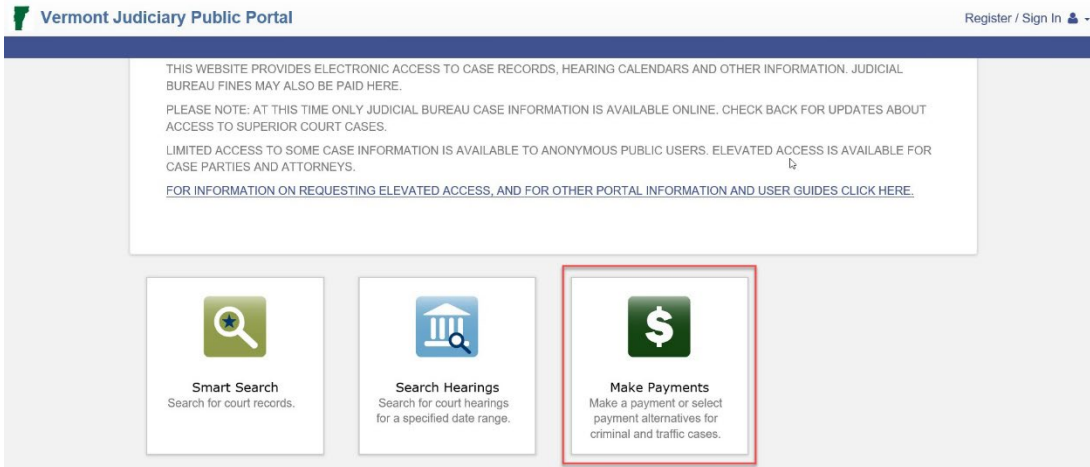 Vermont Judiciary Public Portal
Register / Sign In
THIS WEBSITE PROVIDES ELECTRONIC ACCESS TO CASE RECORDS, HEARING CALENDARS AND OTHER INFORMATION. JUDICIAL
BUREAU FINES MAY ALSO BE PAID HERE.
PLEASE NOTE: AT THIS TIME ONLY JUDICIAL BUREAU CASE INFORMATION IS AVAILABLE ONLINE. CHECK BACK FOR UPDATES ABOUT
ACCESS TO SUPERIOR COURT CASES.
LIMITED ACCESS TO SOME CASE INFORMATION IS AVAILABLE TO ANONYMOUS PUBLIC USERS. ELEVATED ACCESS IS AVAILABLE FOR
CASE PARTIES AND ATTORNEYS.
FOR INFORMATION ON REQUESTING ELEVATED ACCESS, AND FOR OTHER PORTAL INFORMATION AND USER GUIDES CLICK HERE.
Smart Search
Search for court records.
Search Hearings
Search for court hearings
for a specified date range.
$
Make Payments
Make a payment or select
payment alternatives for
criminal and traffic cases.